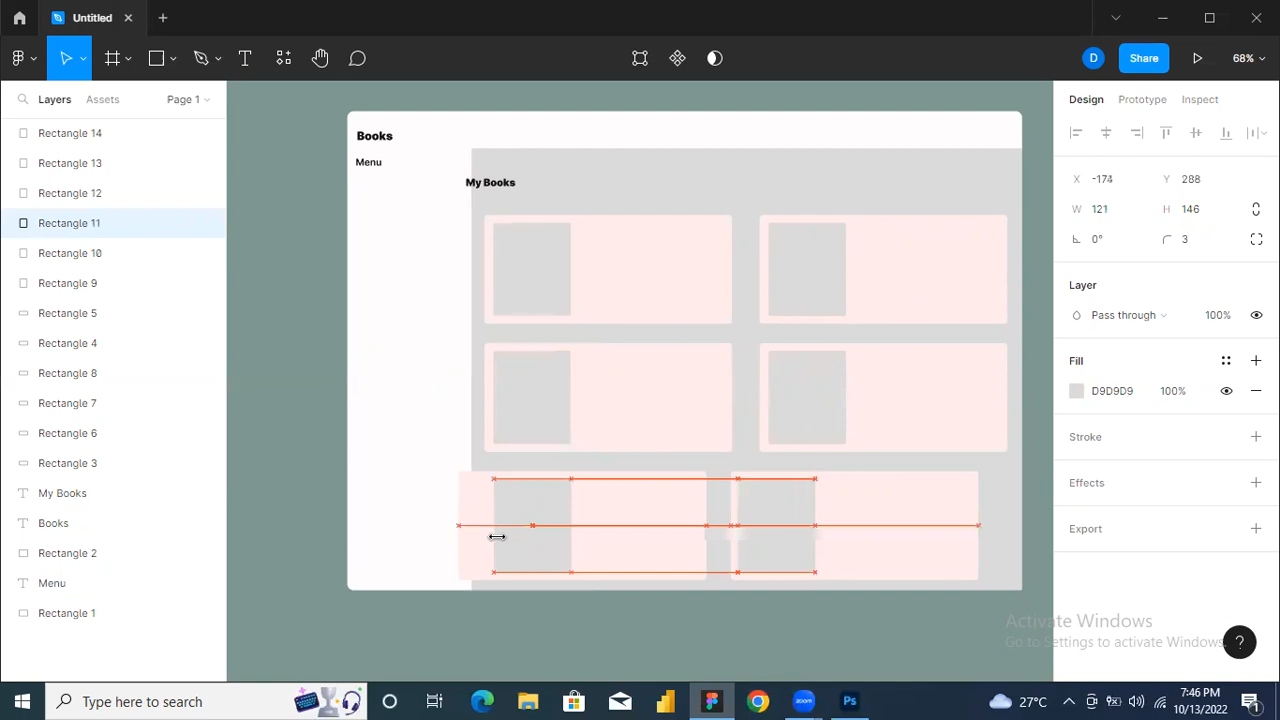 Untitled
D
Share
68%
Layers
Assets
Page 1
Rectangle 14
Rectangle 13
Rectangle 12
Rectangle 11
Rectangle 10
Rectangle 9
Rectangle 5
Rectangle 4
Rectangle 8
Rectangle 7
Rectangle 6
Rectangle 3
My Books
Books
Rectangle 2
Menu
Rectangle 1
Books
Menu
My Books
Design
Prototype
Inspect
X -174 Y 288
W 121 H 146
0° 3
Layer
Pass through 100%
Fill
D9D9D9 100%
Stroke
Effects
Export
Activate Windows
Go to Settings to activate Windows.
?
Type here to search
zoom
Ps
27°C
7:46 PM
10/13/2022
1